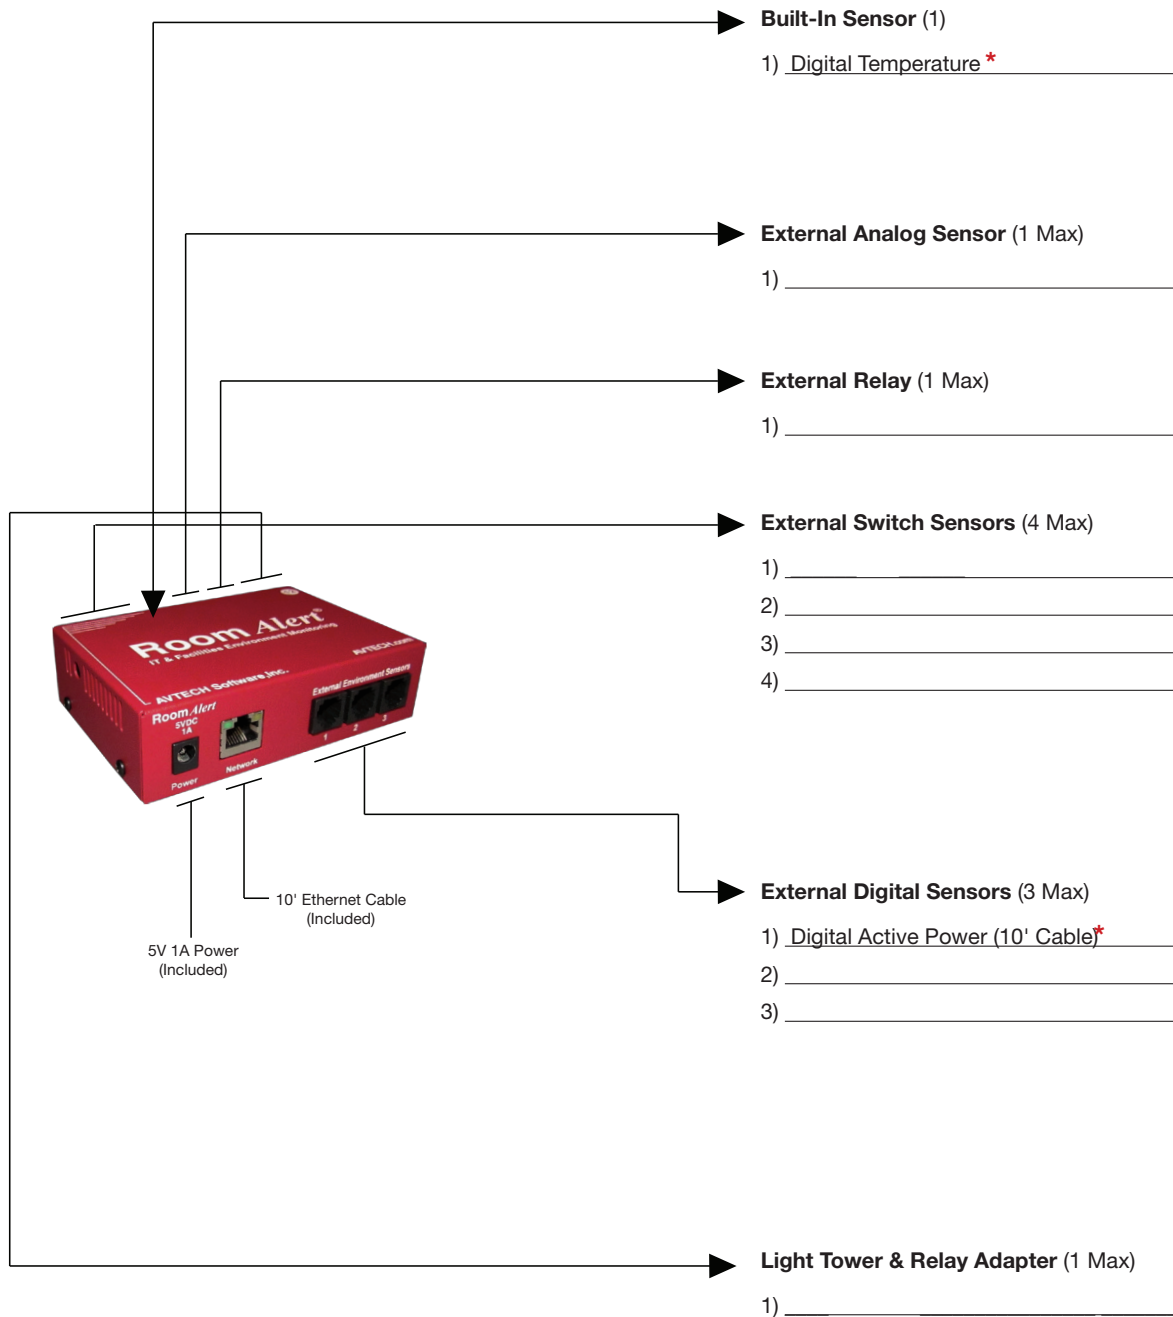 Built-In Sensor (1)
1) Digital Temperature *
External Analog Sensor (1 Max)
1)
External Relay (1 Max)
1)
External Switch Sensors (4 Max)
1)
2)
3)
4)
Room Alert®
IT & Facilities Environment Monitoring
AVTECH Software, Inc.
AVTECH.com
Room Alert
5VDC
1A
Power
Network
External Environment Sensors
1 2 3
10' Ethernet Cable
(Included)
5V 1A Power
(Included)
External Digital Sensors (3 Max)
1) Digital Active Power (10' Cable)*
2)
3)
Light Tower & Relay Adapter (1 Max)
1)